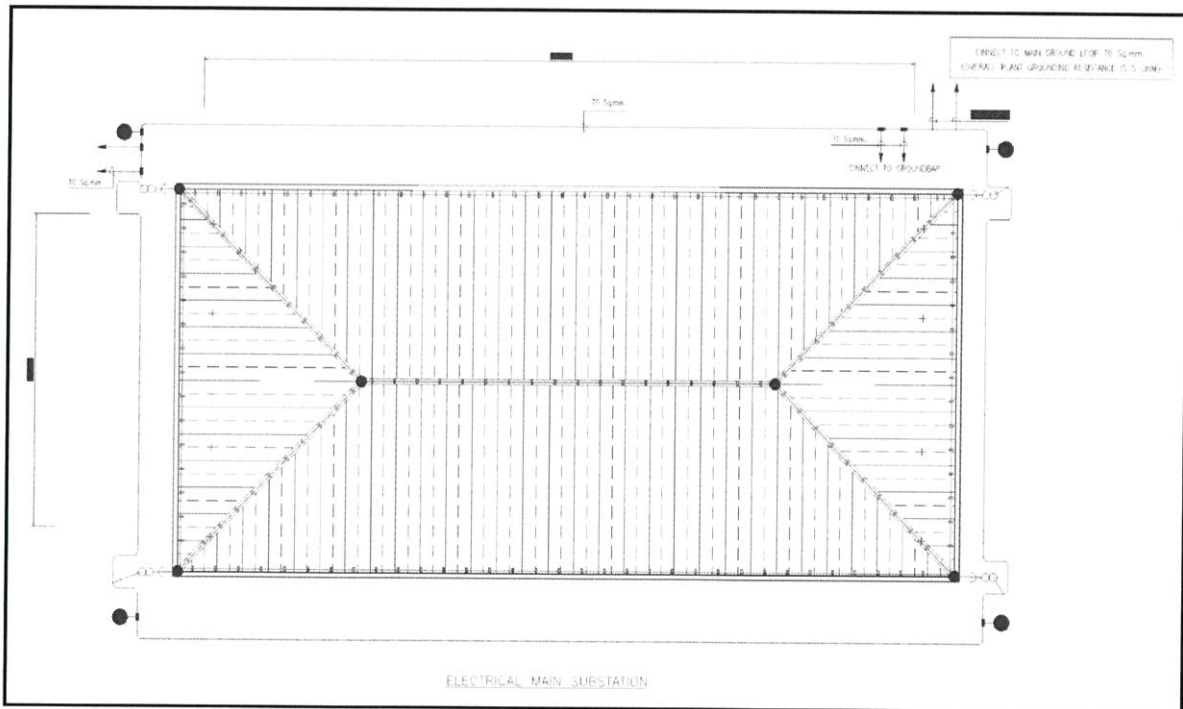 CONNECT TO MAIN GROUND LOOP 70 Sq.mm
(OVERALL PLANT GROUNDING RESISTANCE IS 5 OHM)
70 Sq.mm.
70 Sq.mm.
CONNECT TO GROUNDBAR
70 Sq.mm
ELECTRICAL MAIN SUBSTATION